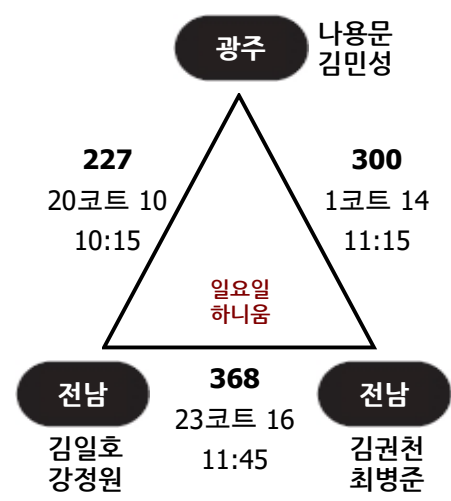 광주
나용문
김민성
227
20코트 10
10:15
300
1코트 14
11:15
일요일
하니움
전남
김일호
강정원
368
23코트 16
11:45
전남
김권천
최병준